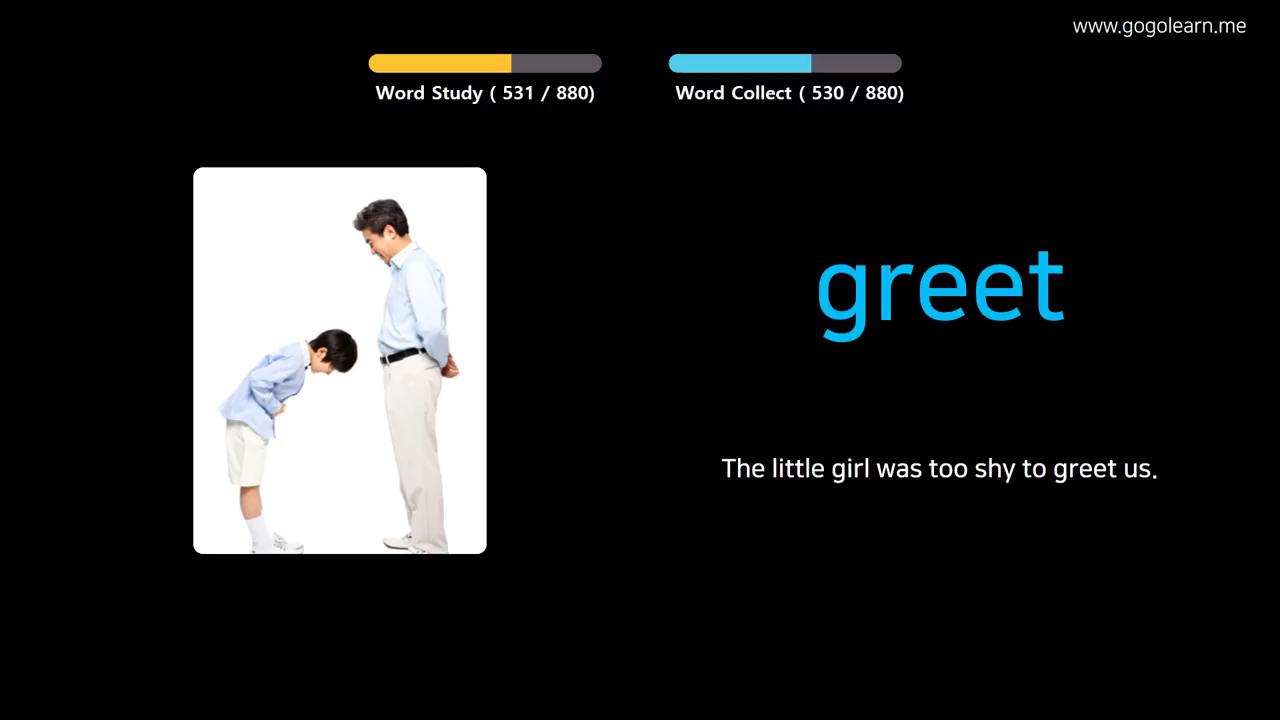 www.gogolearn.me
Word Study ( 531 / 880)
Word Collect ( 530 / 880)
greet
The little girl was too shy to greet us.